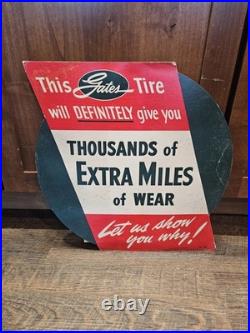 This Gates Tire
will DEFINITELY give you
THOUSANDS of
EXTRA MILES
of WEAR
Let us show
you why!